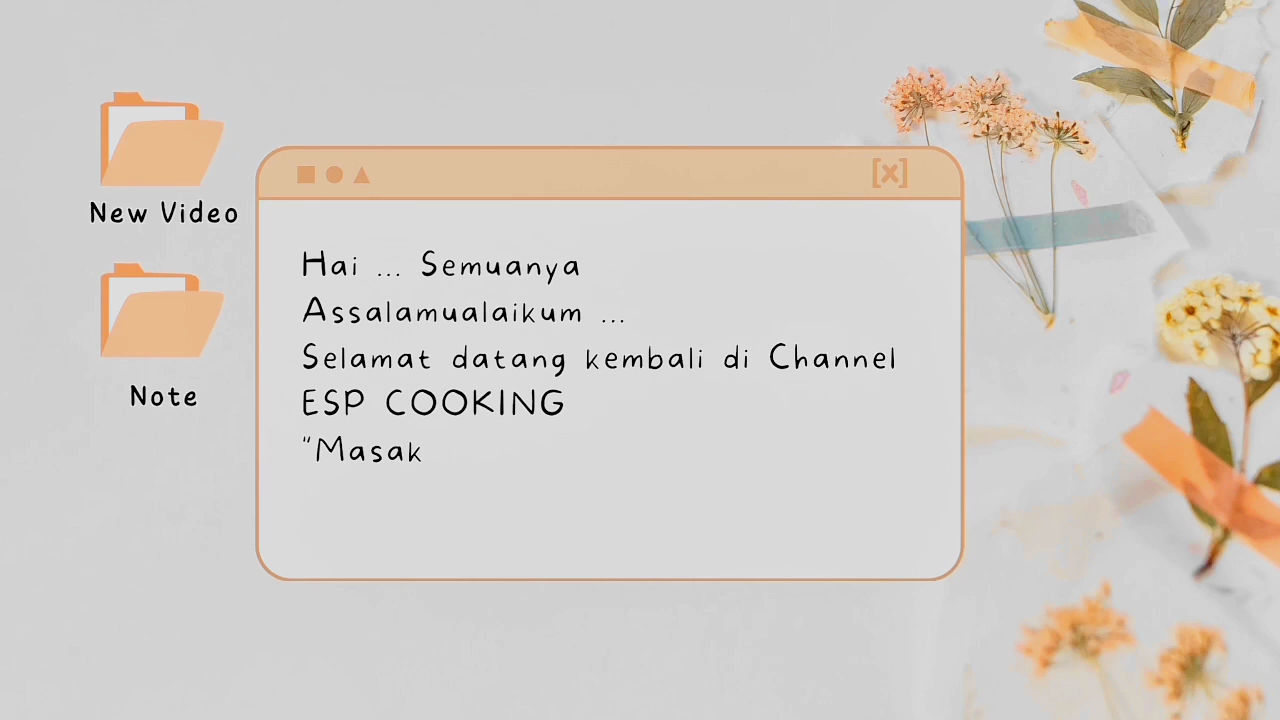 New Video
Note
Hai ... Semuanya
Assalamualaikum ...
Selamat datang kembali di Channel
ESP COOKING
"Masak